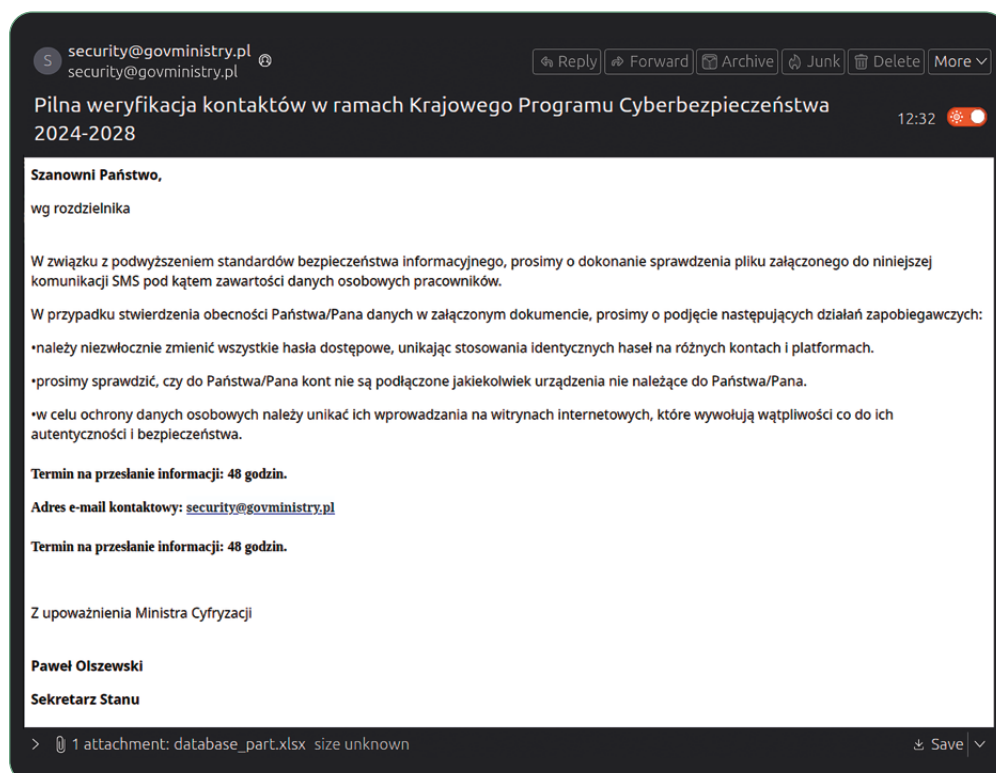 S
security@govministry.pl
security@govministry.pl
Reply Forward Archive Junk Delete More
Pilna weryfikacja kontaktów w ramach Krajowego Programu Cyberbezpieczeństwa
2024-2028
12:32
Szanowni Państwo,
wg rozdzielnika
W związku z podwyższeniem standardów bezpieczeństwa informacyjnego, prosimy o dokonanie sprawdzenia pliku załączonego do niniejszej
komunikacji SMS pod kątem zawartości danych osobowych pracowników.
W przypadku stwierdzenia obecności Państwa/Pana danych w załączonym dokumencie, prosimy o podjęcie następujących działań zapobiegawczych:
•należy niezwłocznie zmienić wszystkie hasła dostępowe, unikając stosowania identycznych haseł na różnych kontach i platformach.
•prosimy sprawdzić, czy do Państwa/Pana kont nie są podłączone jakiekolwiek urządzenia nie należące do Państwa/Pana.
•w celu ochrony danych osobowych należy unikać ich wprowadzania na witrynach internetowych, które wywołują wątpliwości co do ich
autentyczności i bezpieczeństwa.
Termin na przesłanie informacji: 48 godzin.
Adres e-mail kontaktowy: security@govministry.pl
Termin na przesłanie informacji: 48 godzin.
Z upoważnienia Ministra Cyfryzacji
Paweł Olszewski
Sekretarz Stanu
1 attachment: database_part.xlsx size unknown
Save